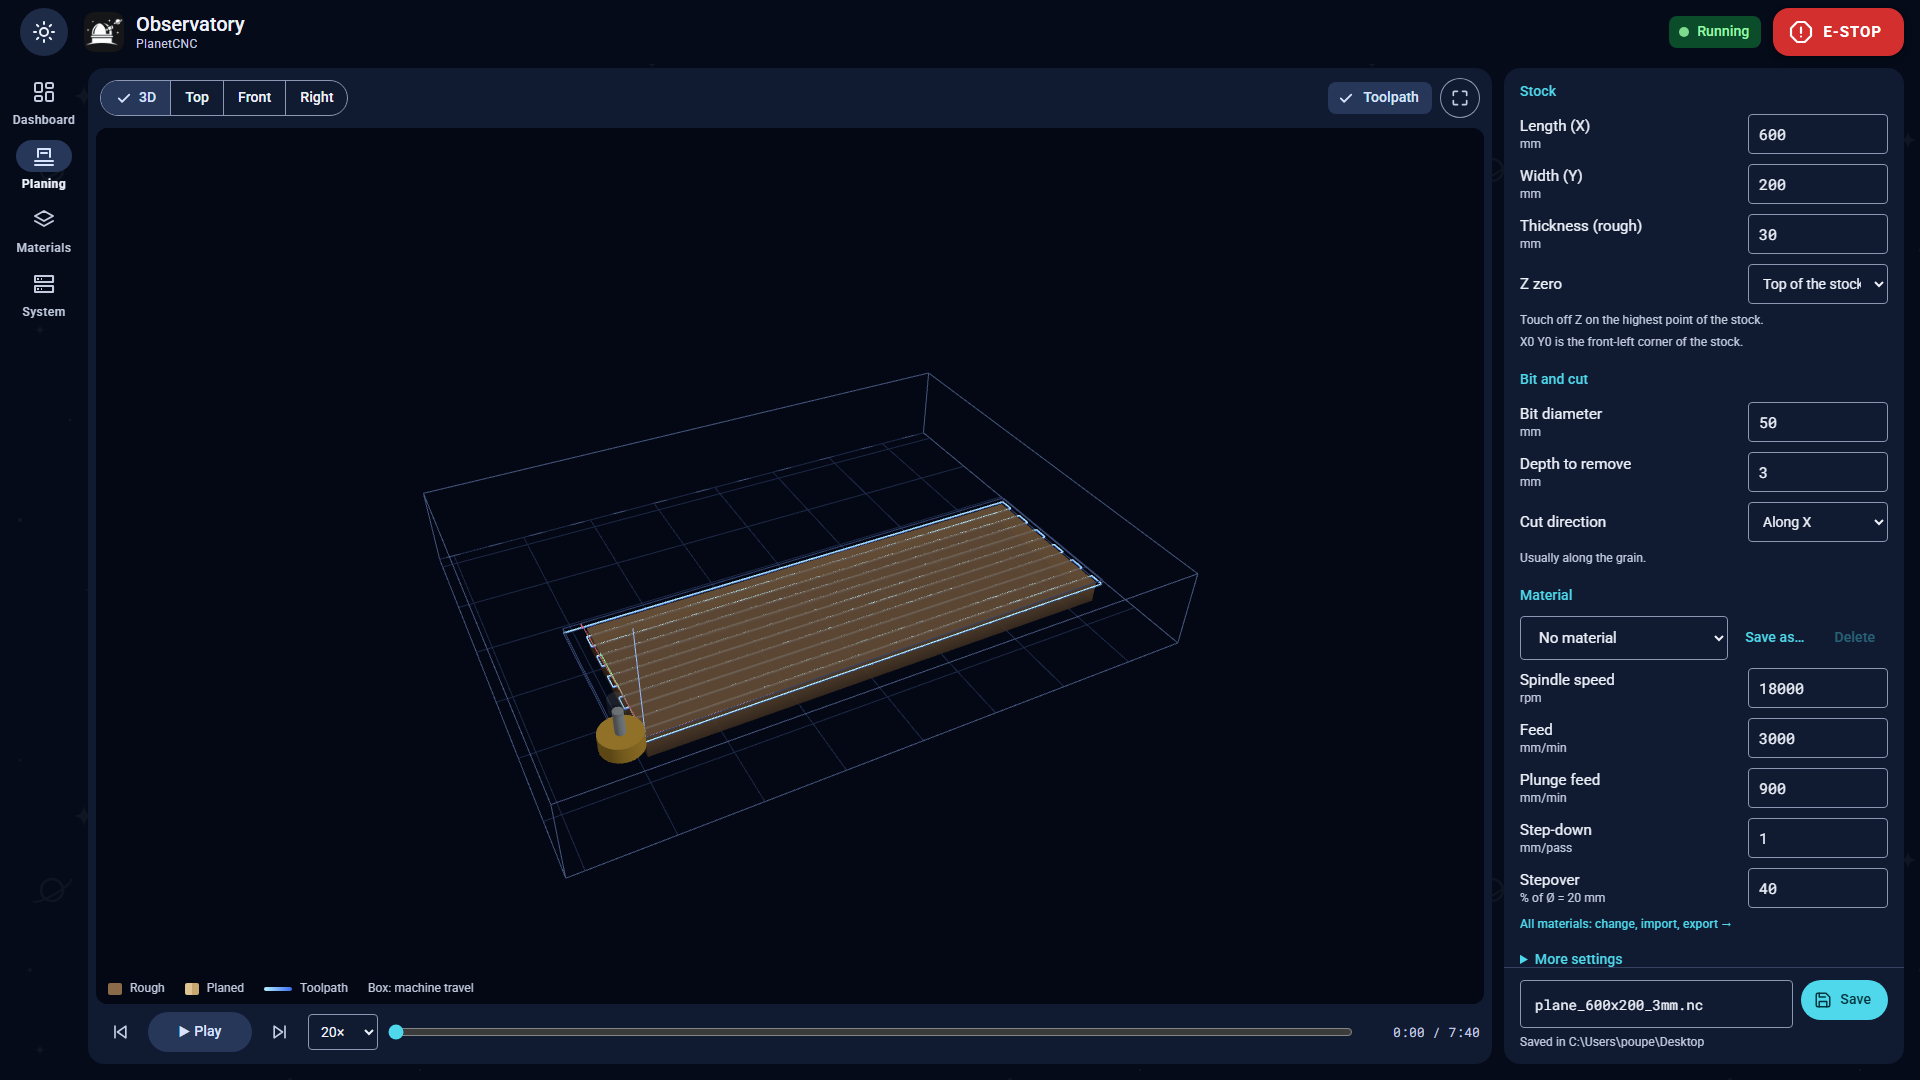 Observatory
PlanetCNC
Running
E-STOP
Dashboard
Planing
Materials
System
3D
Top
Front
Right
Toolpath
Rough
Planed
Toolpath
Box: machine travel
Play
20×
0:00 / 7:40
Stock
Length (X)
mm
600
Width (Y)
mm
200
Thickness (rough)
mm
30
Z zero
Top of the stock
Touch off Z on the highest point of the stock.
X0 Y0 is the front-left corner of the stock.
Bit and cut
Bit diameter
mm
50
Depth to remove
mm
3
Cut direction
Along X
Usually along the grain.
Material
No material
Save as...
Delete
Spindle speed
rpm
18000
Feed
mm/min
3000
Plunge feed
mm/min
900
Step-down
mm/pass
1
Stepover
% of Ø = 20 mm
40
All materials: change, import, export →
More settings
plane_600x200_3mm.nc
Save
Saved in C:\Users\poupe\Desktop